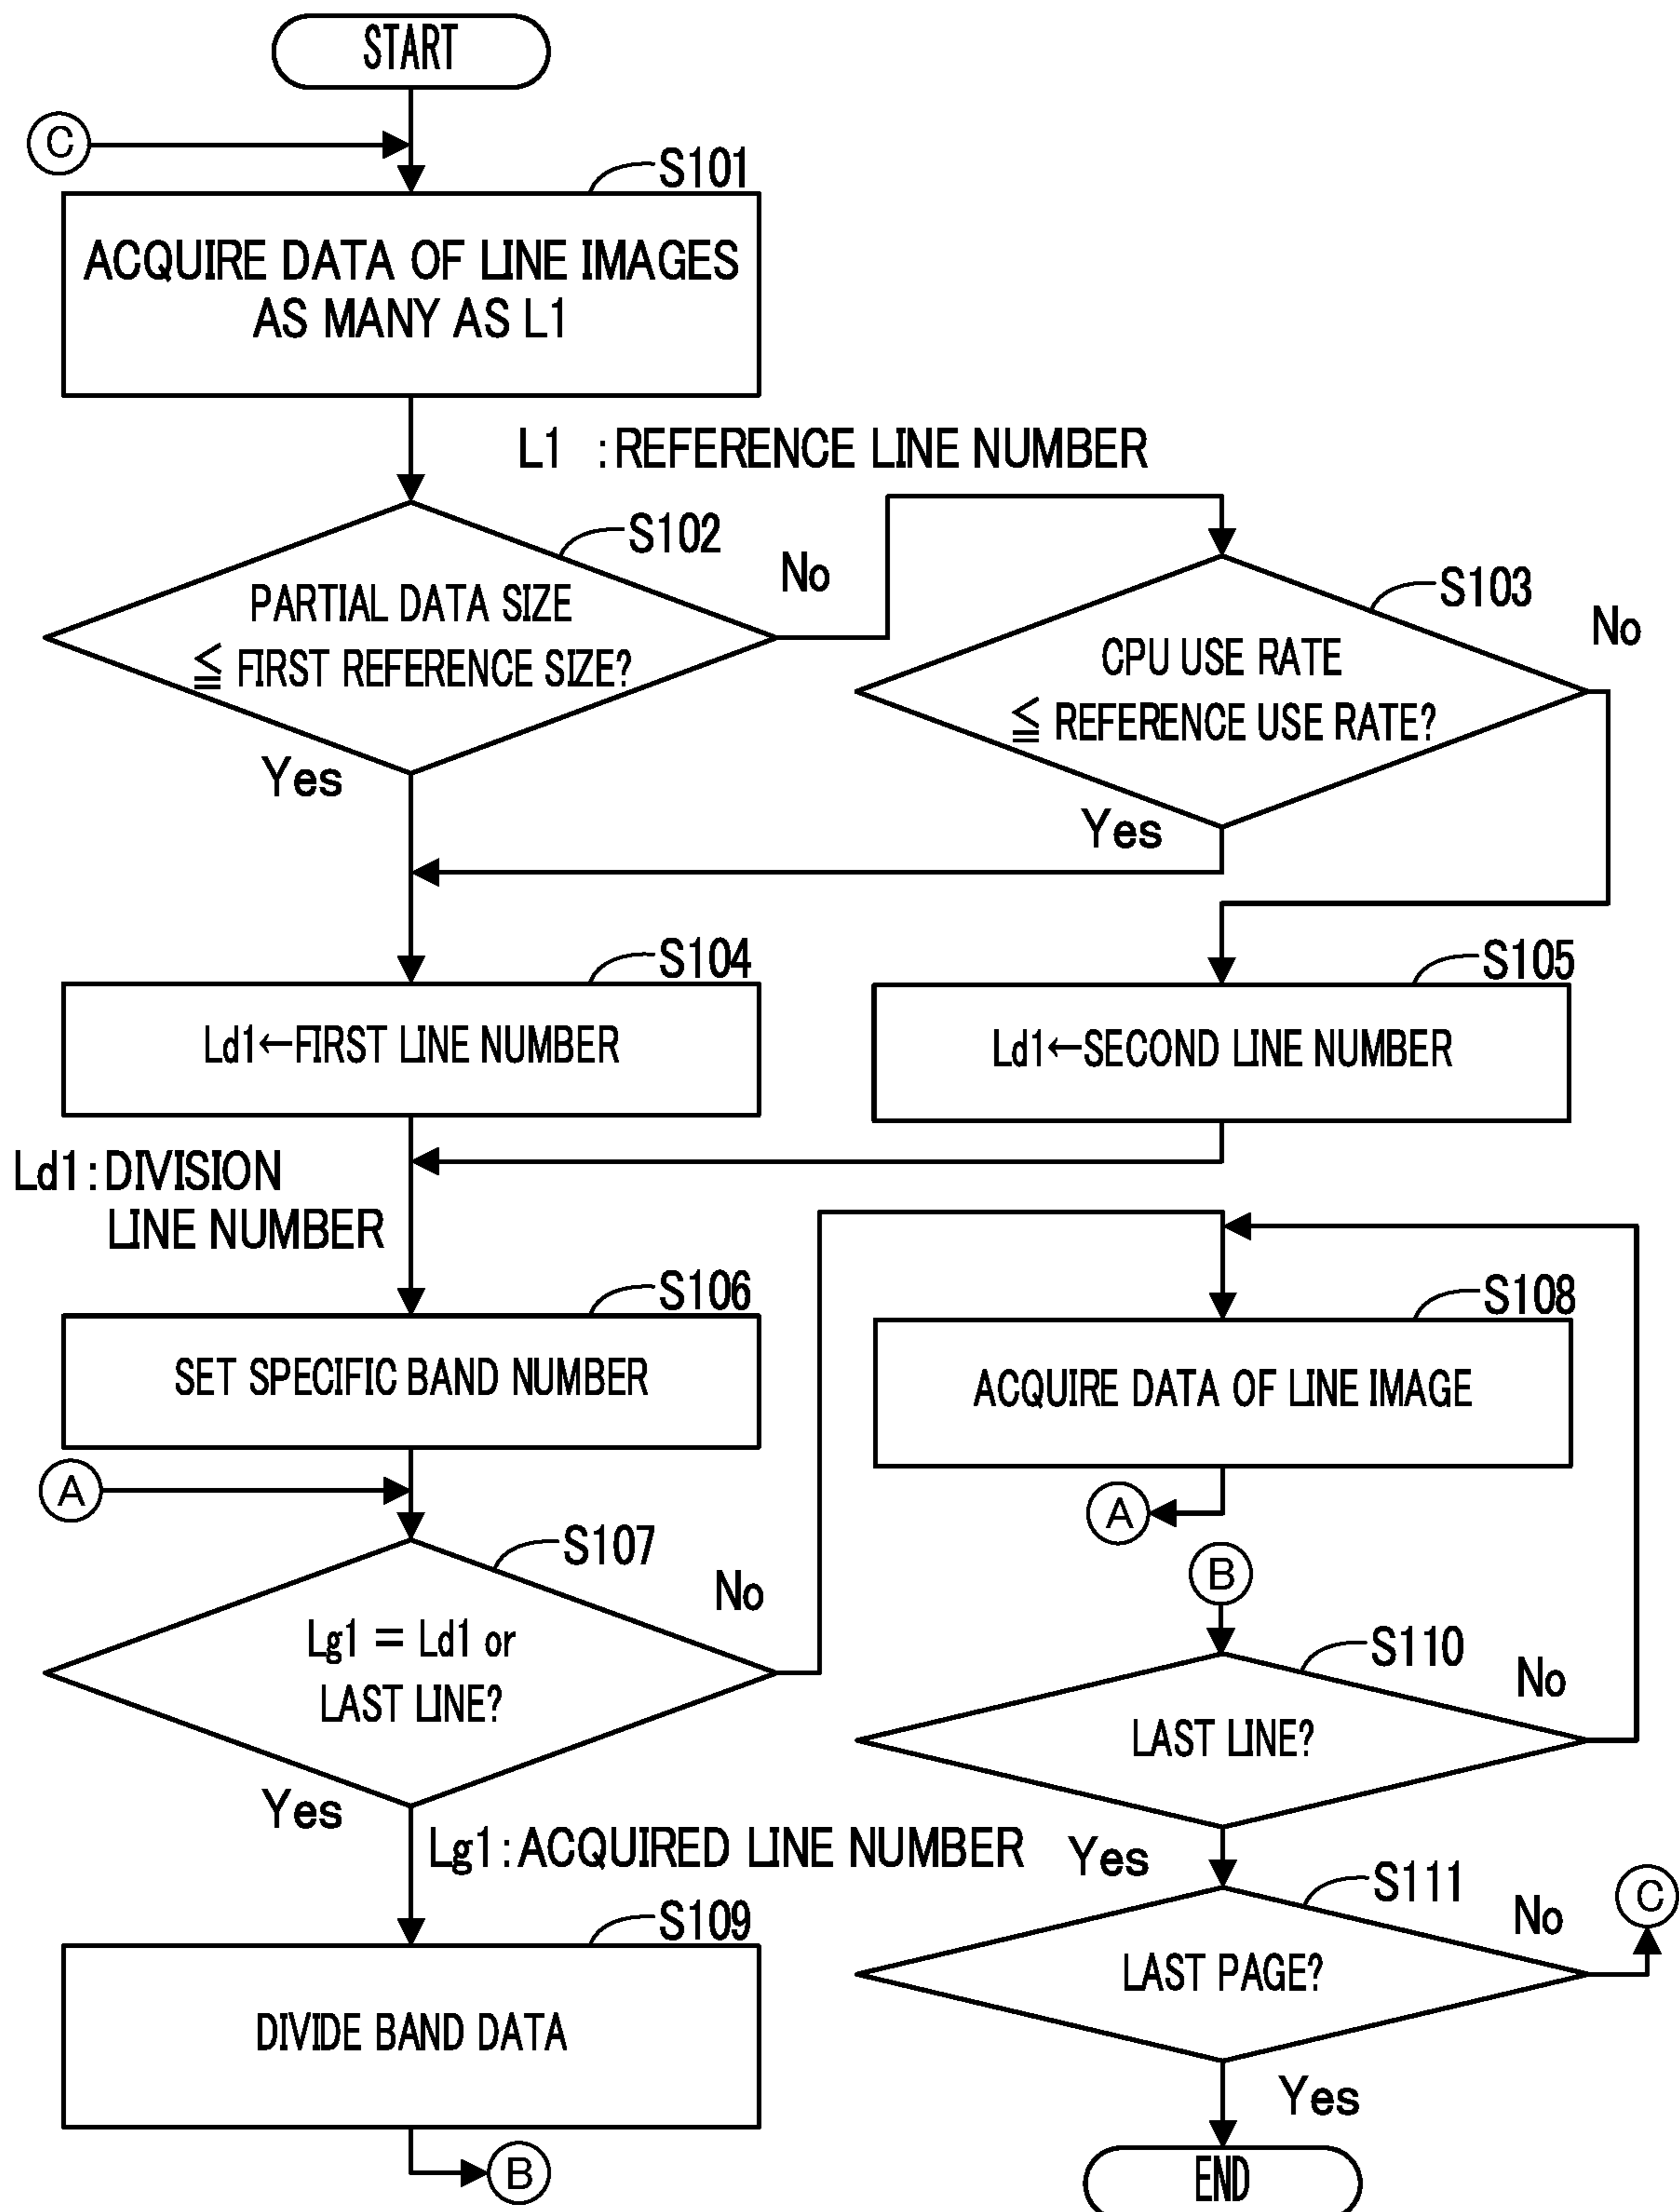 START
C
S101
ACQUIRE DATA OF LINE IMAGES
AS MANY AS L1
L1 :REFERENCE LINE NUMBER
S102
PARTIAL DATA SIZE
≦ FIRST REFERENCE SIZE?
No
Yes
S103
CPU USE RATE
≦ REFERENCE USE RATE?
No
Yes
S104
Ld1←FIRST LINE NUMBER
S105
Ld1←SECOND LINE NUMBER
Ld1:DIVISION
LINE NUMBER
S106
SET SPECIFIC BAND NUMBER
S108
ACQUIRE DATA OF LINE IMAGE
A
A
S107
Lg1 = Ld1 or
LAST LINE?
No
Yes
B
S110
LAST LINE?
No
Yes
Lg1:ACQUIRED LINE NUMBER
S109
DIVIDE BAND DATA
B
S111
LAST PAGE?
No
C
Yes
END